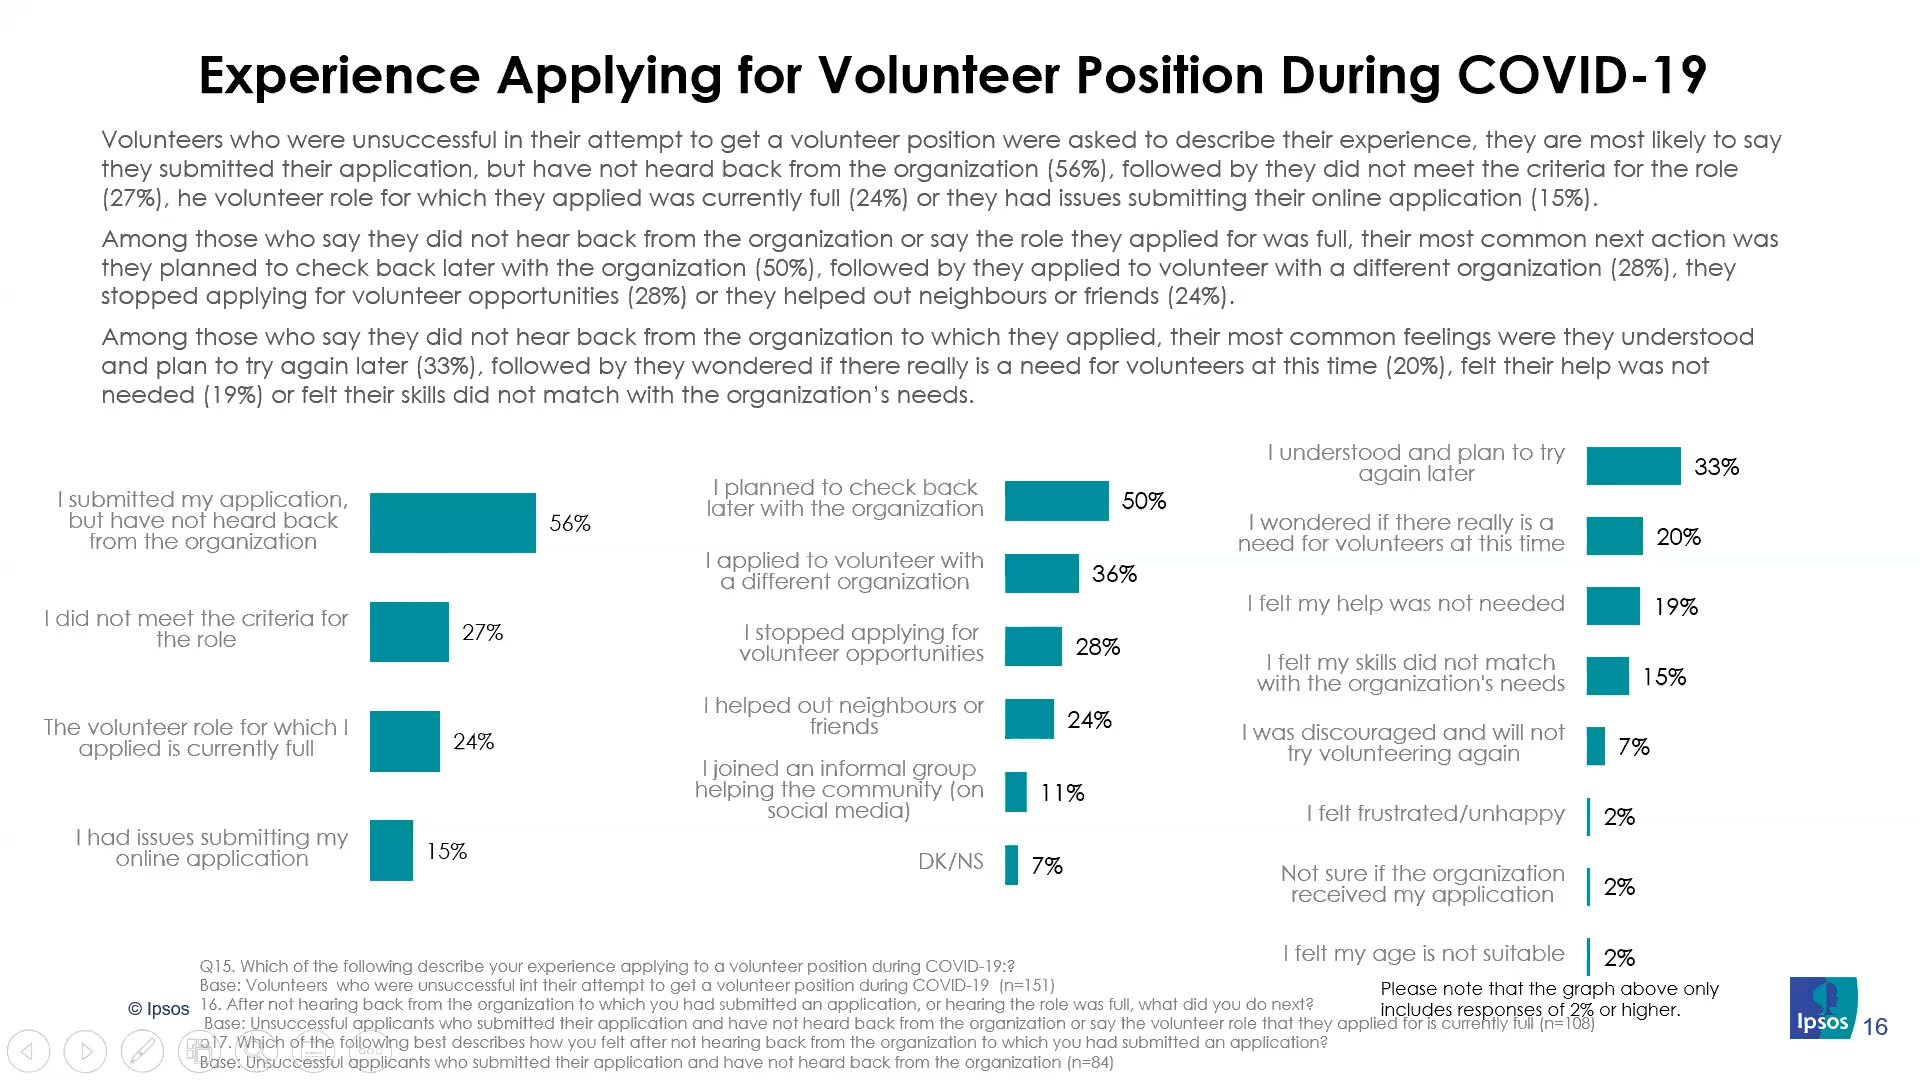 Experience Applying for Volunteer Position During COVID-19
Volunteers who were unsuccessful in their attempt to get a volunteer position were asked to describe their experience, they are most likely to say
they submitted their application, but have not heard back from the organization (56%), followed by they did not meet the criteria for the role
(27%), he volunteer role for which they applied was currently full (24%) or they had issues submitting their online application (15%).
Among those who say they did not hear back from the organization or say the role they applied for was full, their most common next action was
they planned to check back later with the organization (50%), followed by they applied to volunteer with a different organization (28%), they
stopped applying for volunteer opportunities (28%) or they helped out neighbours or friends (24%).
Among those who say they did not hear back from the organization to which they applied, their most common feelings were they understood
and plan to try again later (33%), followed by they wondered if there really is a need for volunteers at this time (20%), felt their help was not
needed (19%) or felt their skills did not match with the organization's needs.
I submitted my application,
but have not heard back
from the organization
56%
I did not meet the criteria for
the role
27%
The volunteer role for which I
applied is currently full
24%
I had issues submitting my
online application
15%
I planned to check back
later with the organization
50%
I applied to volunteer with
a different organization
36%
I stopped applying for
volunteer opportunities
28%
I helped out neighbours or
friends
24%
I joined an informal group
helping the community (on
social media)
11%
DK/NS
7%
I understood and plan to try
again later
33%
I wondered if there really is a
need for volunteers at this time
20%
I felt my help was not needed
19%
I felt my skills did not match
with the organization's needs
15%
I was discouraged and will not
try volunteering again
7%
I felt frustrated/unhappy
2%
Not sure if the organization
received my application
2%
I felt my age is not suitable
2%
Please note that the graph above only
includes responses of 2% or higher.
Q15. Which of the following describe your experience applying to a volunteer position during COVID-19:?
Base: Volunteers who were unsuccessful int their attempt to get a volunteer position during COVID-19 (n=151)
16. After not hearing back from the organization to which you had submitted an application, or hearing the role was full, what did you do next?
Base: Unsuccessful applicants who submitted their application and have not heard back from the organization or say the volunteer role that they applied for is currently full (n=108)
q17. Which of the following best describes how you felt after not hearing back from the organization to which you had submitted an application?
Base: Unsuccessful applicants who submitted their application and have not heard back from the organization (n=84)
© Ipsos
Ipsos
16